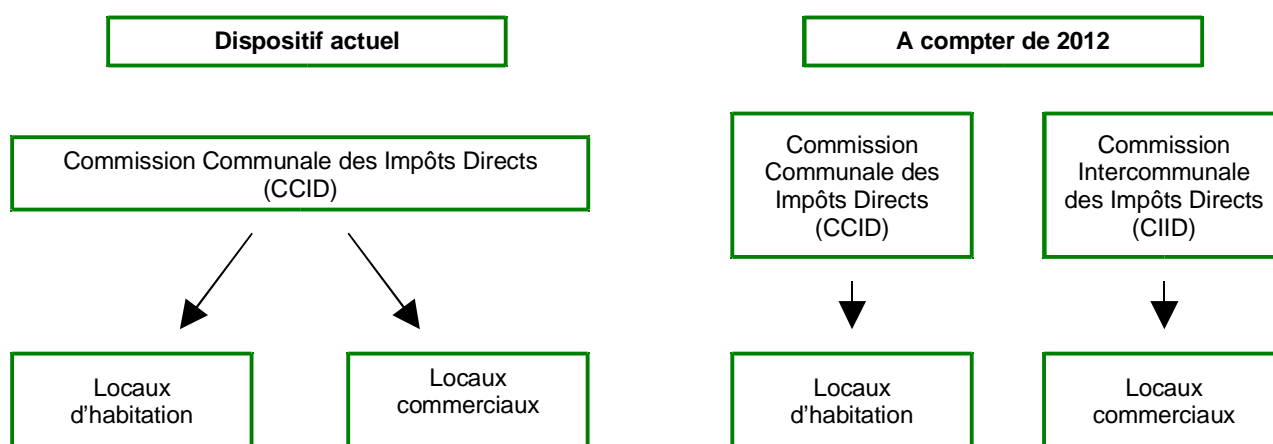 Dispositif actuel
A compter de 2012
Commission Communale des Impôts Directs
(CCID)
Commission
Communale des
Impôts Directs
(CCID)
Commission
Intercommunale
des Impôts Directs
(CIID)
Locaux
d’habitation
Locaux
commerciaux
Locaux
d’habitation
Locaux
commerciaux